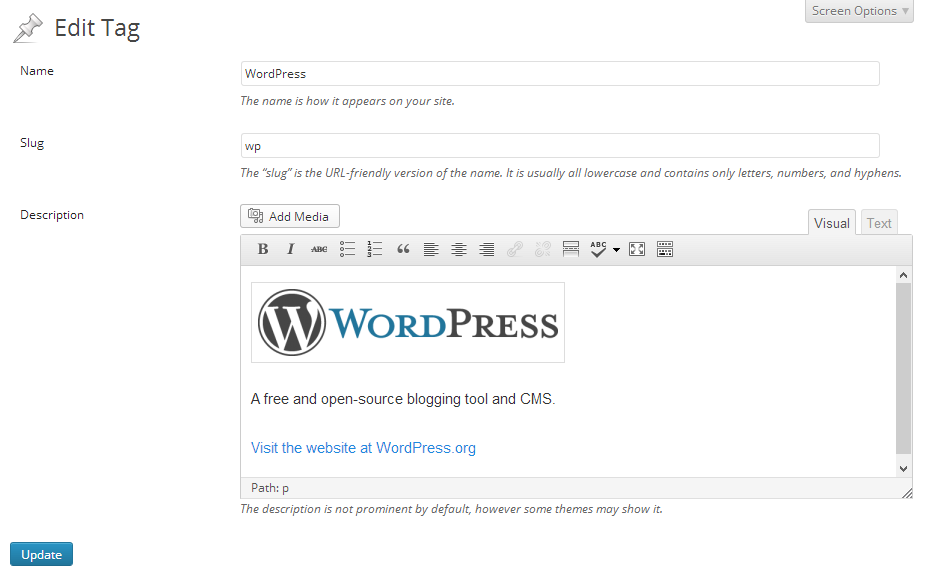 Screen Options
Edit Tag
Name
WordPress
The name is how it appears on your site.
Slug
wp
The “slug” is the URL-friendly version of the name. It is usually all lowercase and contains only letters, numbers, and hyphens.
Description
Add Media
Visual
Text
B I ABC ABC
WORDPRESS
A free and open-source blogging tool and CMS.
Visit the website at WordPress.org
Path: p
The description is not prominent by default, however some themes may show it.
Update